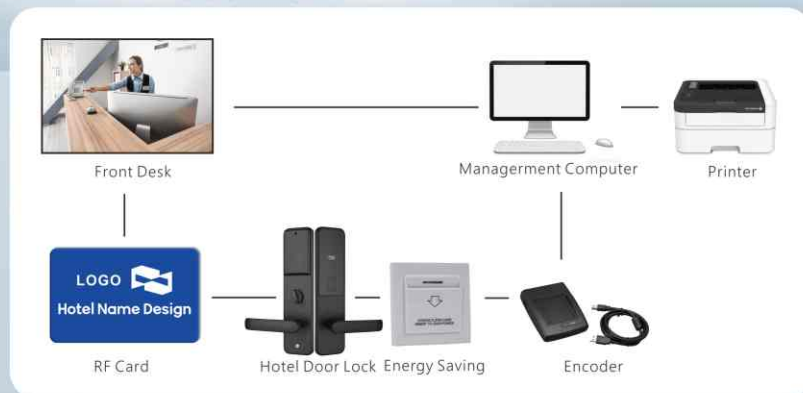 Front Desk
Managerment Computer
Printer
LOGO
Hotel Name Design
RF Card
Hotel Door Lock
Energy Saving
Encoder